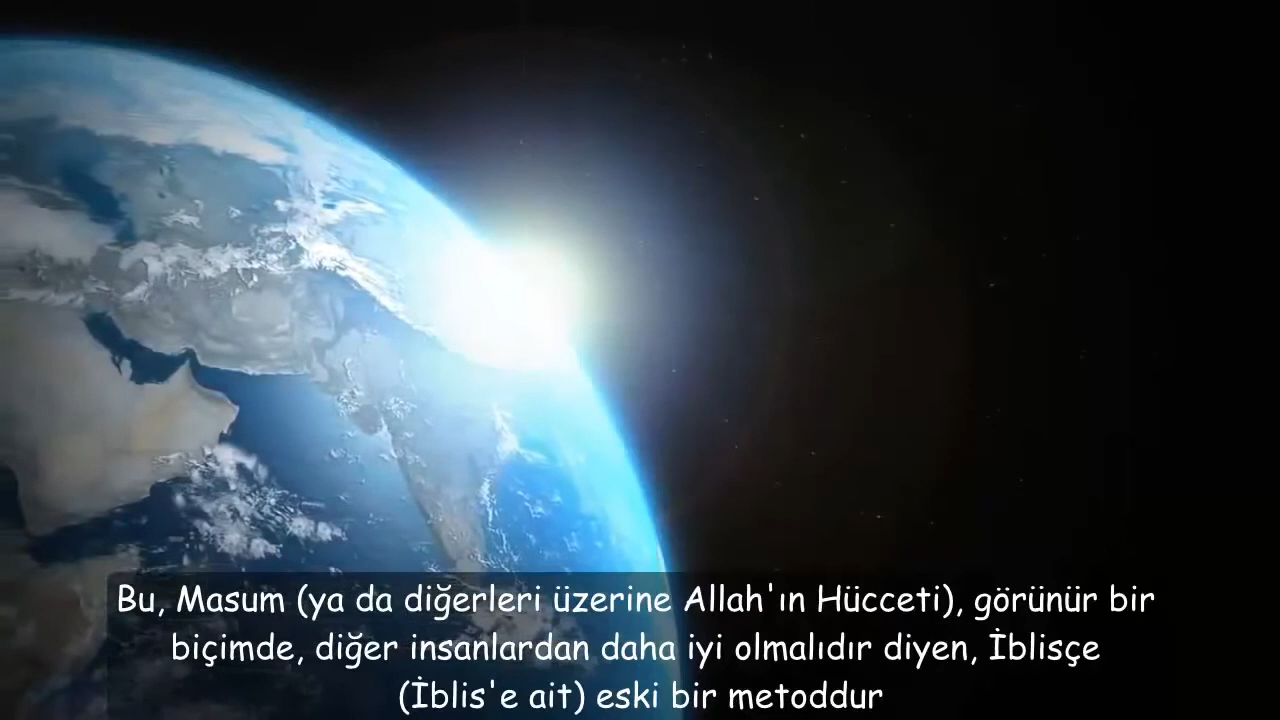 Bu, Masum (ya da diğerleri üzerine Allah'ın Hücceti), görünür bir
biçimde, diğer insanlardan daha iyi olmalıdır diyen, İblisçe
(İblis'e ait) eski bir metoddur